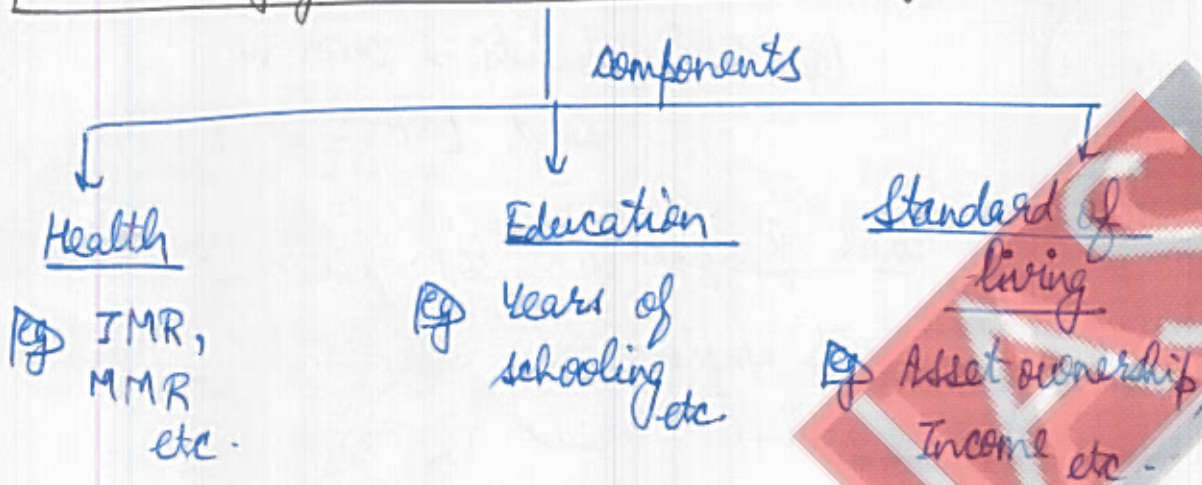 components
Health
Education
Standard of
living
eg IMR,
MMR
etc.
eg Years of
schooling
etc.
eg Asset ownership,
Income etc.
IAS